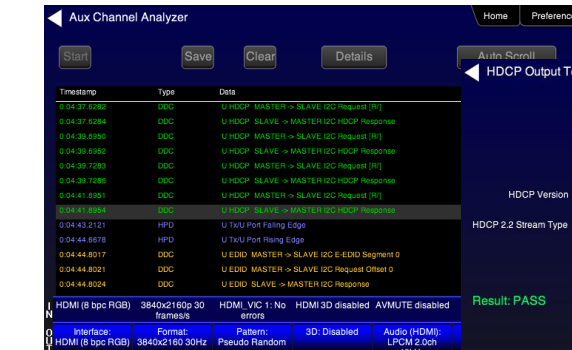 Aux Channel Analyzer
Home
Preference
Start
Save
Clear
Details
Auto Scroll
HDCP Output T
Timestamp Type Data
0:04:37.6282 DDC U HDCP MASTER -> SLAVE I2C Request [R/]
0:04:37.6284 DDC U HDCP SLAVE -> MASTER I2C HDCP Response
0:04:39.6950 DDC U HDCP MASTER -> SLAVE I2C Request [R/]
0:04:39.6952 DDC U HDCP SLAVE -> MASTER I2C HDCP Response
0:04:39.7283 DDC U HDCP MASTER -> SLAVE I2C Request [R/]
0:04:39.7286 DDC U HDCP SLAVE -> MASTER I2C HDCP Response
0:04:41.8951 DDC U HDCP MASTER -> SLAVE I2C Request [R/]
0:04:41.8954 DDC U HDCP SLAVE -> MASTER I2C HDCP Response
0:04:43.2121 HPD U Tx/U Port Falling Edge
0:04:44.6678 HPD U Tx/U Port Rising Edge
0:04:44.8017 DDC U EDID MASTER -> SLAVE I2C E-EDID Segment 0
0:04:44.8021 DDC U EDID MASTER -> SLAVE I2C Request Offset 0
0:04:44.8024 DDC U EDID SLAVE -> MASTER I2C Response
HDCP Version
HDCP 2.2 Stream Type
Result: PASS
IN
HDMI (8 bpc RGB)
3840x2160p 30
frames/s
HDMI_VIC 1: No
errors
HDMI 3D disabled
AVMUTE disabled
OUT
Interface:
HDMI (8 bpc RGB)
Format:
3840x2160 30Hz
Pattern:
Pseudo Random
3D: Disabled
Audio (HDMI):
LPCM 2.0ch